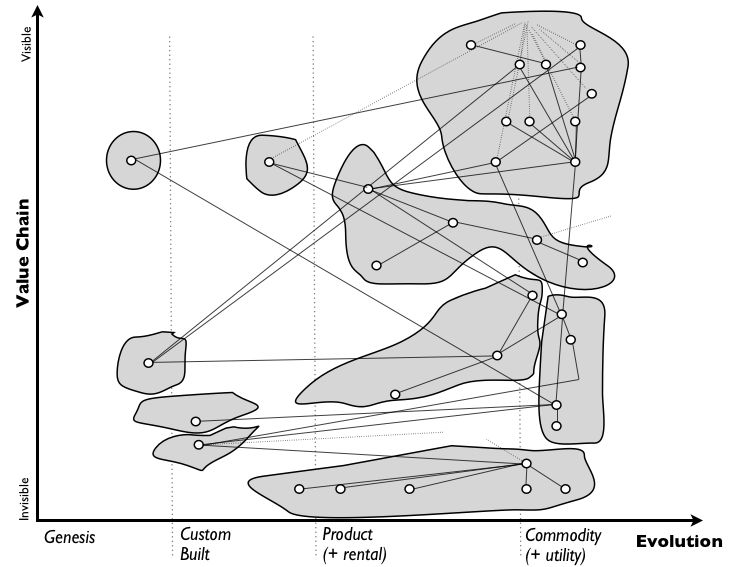 Visible
Value Chain
Invisible
Genesis
Custom
Built
Product
(+ rental)
Commodity
(+ utility)
Evolution